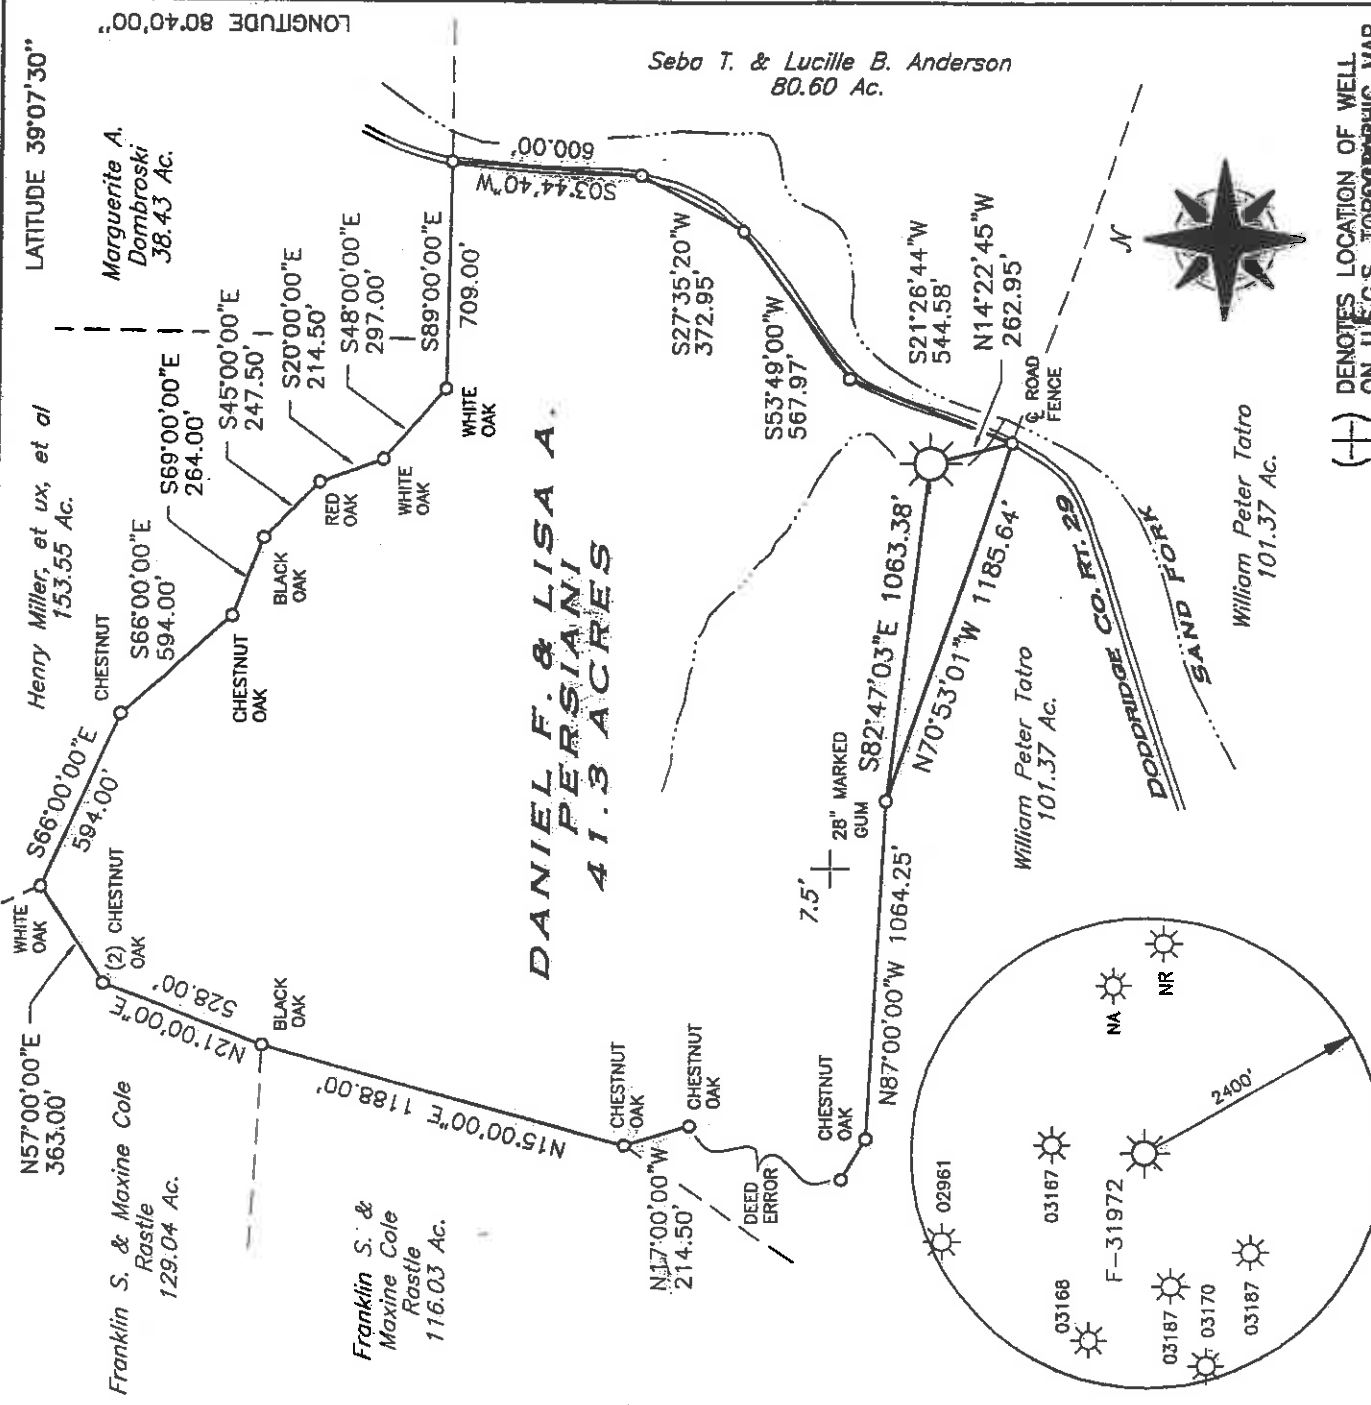 LATITUDE 39°07'30"
LONGITUDE 80°40'00"
Marguerite A.
Dombroski
38.43 Ac.
Seba T. & Lucille B. Anderson
80.60 Ac.
Henry Miller, et ux, et al
153.55 Ac.
S69°00'00"E
264.00'
S45°00'00"E
247.50'
S20°00'00"E
214.50'
S48°00'00"E
297.00'
S89°00'00"E
709.00'
S03°44'40"W
600.00'
S27°35'20"W
372.95'
S53°49'00"W
567.97'
S21°26'44"W
544.58'
N14°22'45"W
262.95'
℄ ROAD
FENCE
N
CHESTNUT
S66°00'00"E
594.00'
S66°00'00"E
594.00'
CHESTNUT
OAK
BLACK
OAK
RED
OAK
WHITE
OAK
WHITE
OAK
WHITE
OAK
(2) CHESTNUT
OAK
N57°00'00"E
363.00'
N21°00'00"E
528.00'
BLACK
OAK
Franklin S. & Maxine Cole
Rastle
129.04 Ac.
N15°00'00"E 1188.00'
Franklin S. &
Maxine Cole
Rastle
116.03 Ac.
DANIEL F. & LISA A.
PERSIANI
41.3 ACRES
CHESTNUT
OAK
CHESTNUT
OAK
N17°00'00"W
214.50'
DEED
ERROR
CHESTNUT
OAK
N87°00'00"W 1064.25'
7.5'
28" MARKED
GUM
S82°47'03"E 1063.38'
N70°53'01"W 1185.64'
William Peter Tatro
101.37 Ac.
DODDRIDGE CO. RT. 29
SAND FORK
William Peter Tatro
101.37 Ac.
02961
03168
03167
F-31972
03187
03170
03187
NA
NR
2400'
(+) DENOTES LOCATION OF WELL
ON U.S.G.S. TOPOGRAPHIC MAP